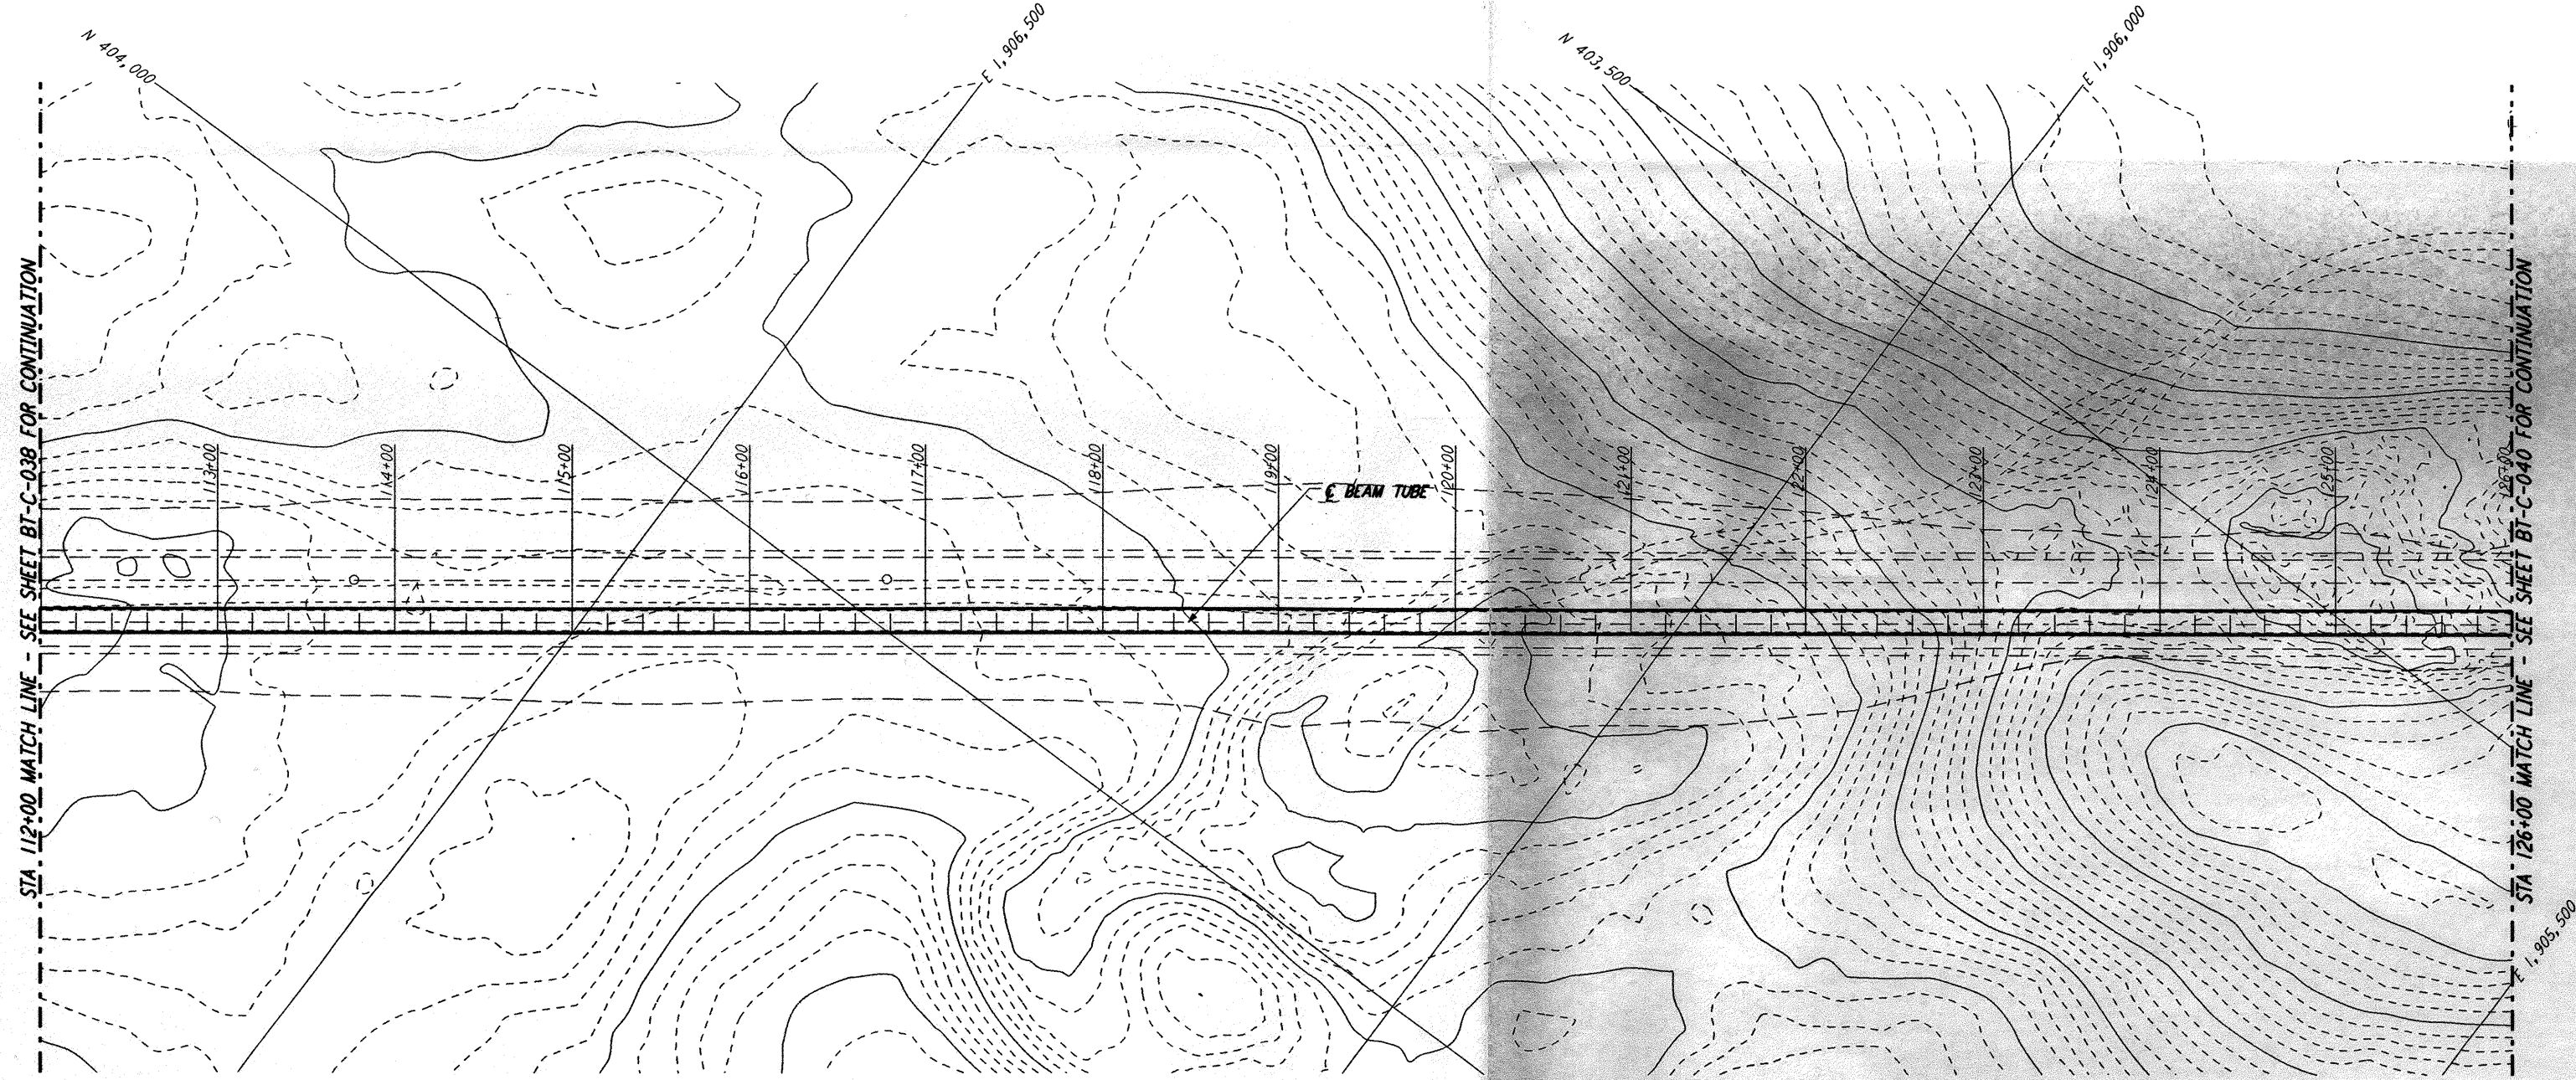 N 404,000
E 1,906,500
N 403,500
E 1,906,000
STA 112+00 MATCH LINE - SEE SHEET BT-C-038 FOR CONTINUATION
113+00
114+00
115+00
116+00
117+00
118+00
119+00
120+00
121+00
122+00
123+00
124+00
125+00
126+00
℄ BEAM TUBE
STA 126+00 MATCH LINE - SEE SHEET BT-C-040 FOR CONTINUATION
E 1,905,500